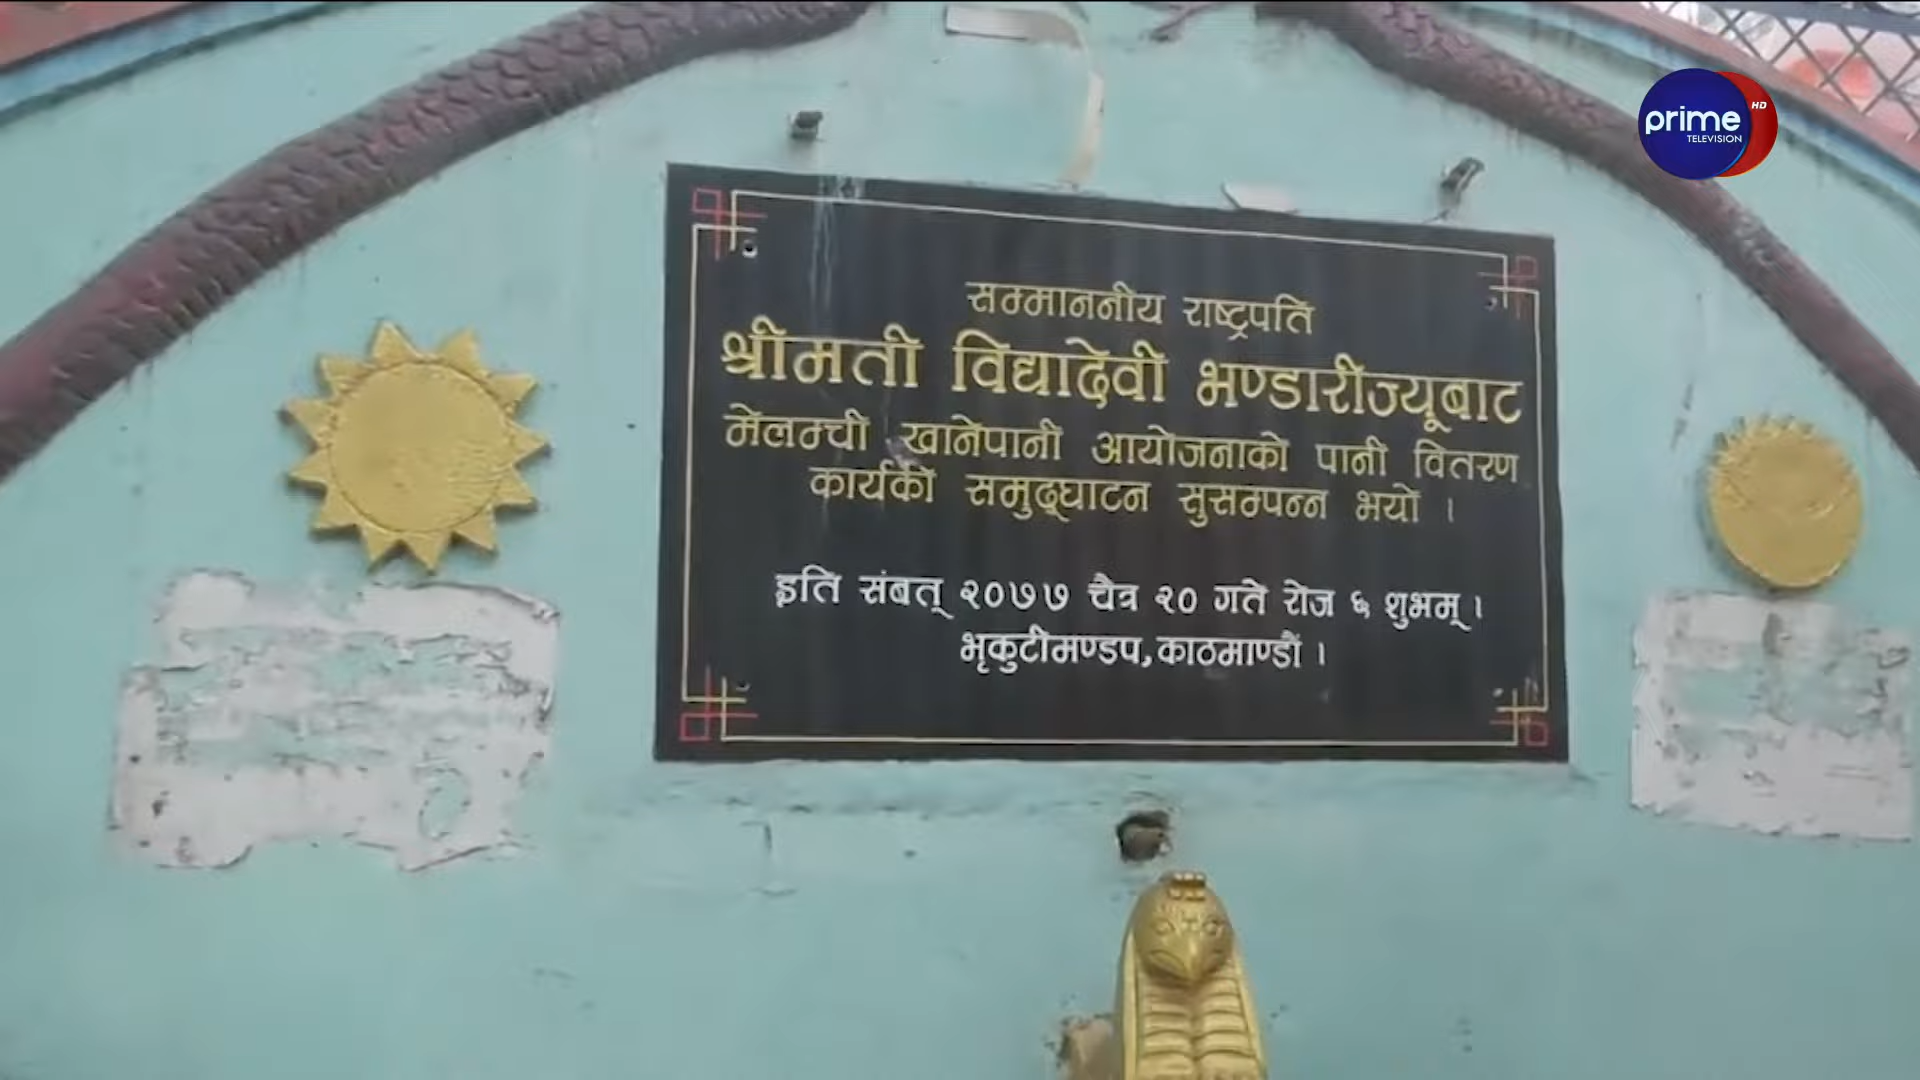 prime
HD
TELEVISION
सम्माननीय राष्ट्रपति
श्रीमती विद्यादेवी भण्डारीज्यूबाट
मेलम्ची खानेपानी आयोजनाको पानी वितरण
कार्यको समुद्घाटन सुसम्पन्न भयो ।
इति संबत् २०७७ चैत्र २० गते रोज ६ शुभम् ।
भृकुटीमण्डप, काठमाण्डौं ।